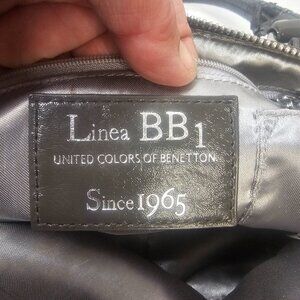 Linea BB1
UNITED COLORS OF BENETTON
Since 1965